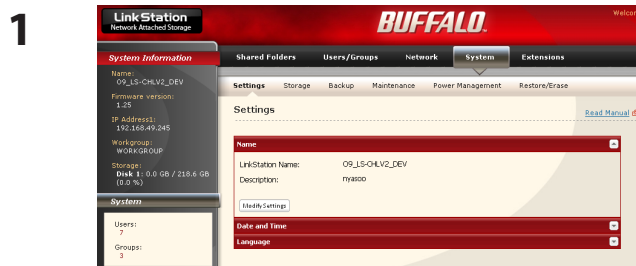 1
LinkStation
Network Attached Storage
BUFFALO
Welcom
System Information
Shared Folders Users/Groups Network System Extensions
Name:
09_LS-CHLV2_DEV
Firmware version:
1.25
IP Address1:
192.168.49.245
Workgroup:
WORKGROUP
Storage:
Disk 1: 0.0 GB / 218.6 GB
(0.0 %)
System
Users:
7
Groups:
3
Settings Storage Backup Maintenance Power Management Restore/Erase
Settings
Read Manual
Name
LinkStation Name: 09_LS-CHLV2_DEV
Description: nyasoo
Modify Settings
Date and Time
Language